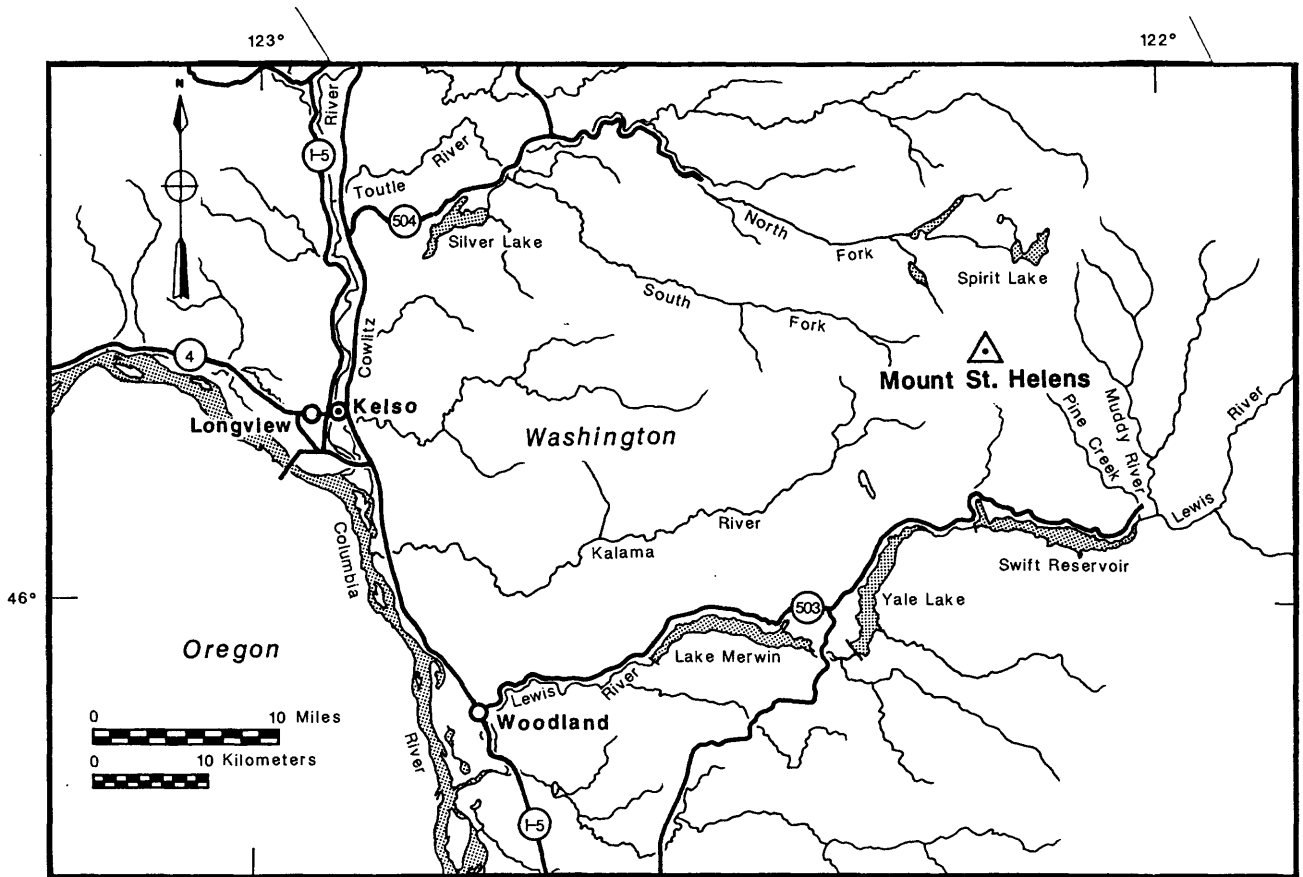 123°
122°
N
River
I-5
Toutle
River
504
Silver Lake
North
Fork
Spirit Lake
South
Fork
Cowlitz
4
Mount St. Helens
Kelso
Longview
Washington
Pine Creek
Muddy River
River
Lewis
River
Kalama
Columbia
Swift Reservoir
46°
503
Yale Lake
Oregon
Lake Merwin
Lewis
River
Woodland
0 10 Miles
River
0 10 Kilometers
I-5